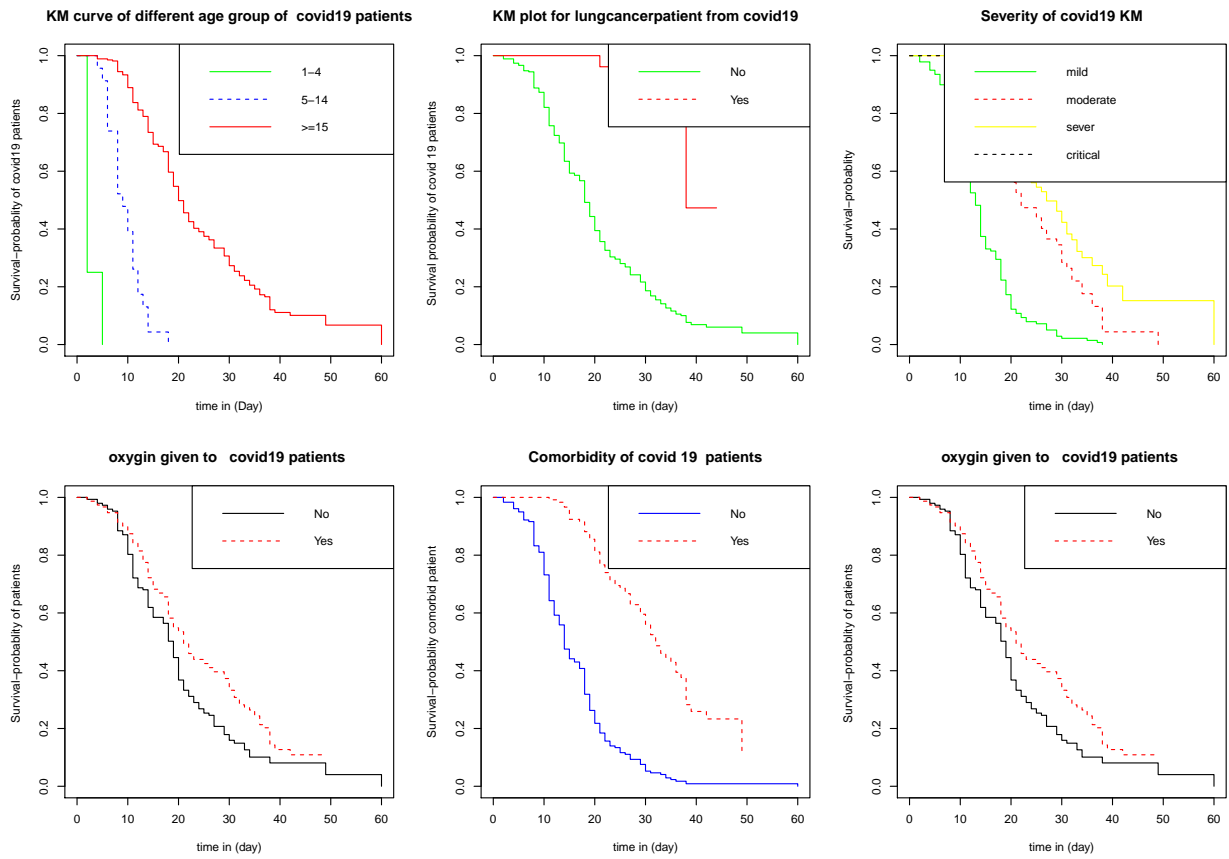 KM curve of different age group of covid19 patients
Survival-probablity of covid19 patients
1-4
5-14
>=15
0.0 0.2 0.4 0.6 0.8 1.0
0 10 20 30 40 50 60
time in (Day)
KM plot for lungcancerpatient from covid19
Survival probability of covid 19 patients
No
Yes
0.0 0.2 0.4 0.6 0.8 1.0
0 10 20 30 40 50 60
time in (day)
Severity of covid19 KM
Survival-probablity
mild
moderate
sever
critical
0.0 0.2 0.4 0.6 0.8 1.0
0 10 20 30 40 50 60
time in (day)
oxygin given to covid19 patients
Survival-probablity of patients
No
Yes
0.0 0.2 0.4 0.6 0.8 1.0
0 10 20 30 40 50 60
time in (day)
Comorbidity of covid 19 patients
Survival-probablity comorbid patient
No
Yes
0.0 0.2 0.4 0.6 0.8 1.0
0 10 20 30 40 50 60
time in (day)
oxygin given to covid19 patients
Survival-probablity of patients
No
Yes
0.0 0.2 0.4 0.6 0.8 1.0
0 10 20 30 40 50 60
time in (day)